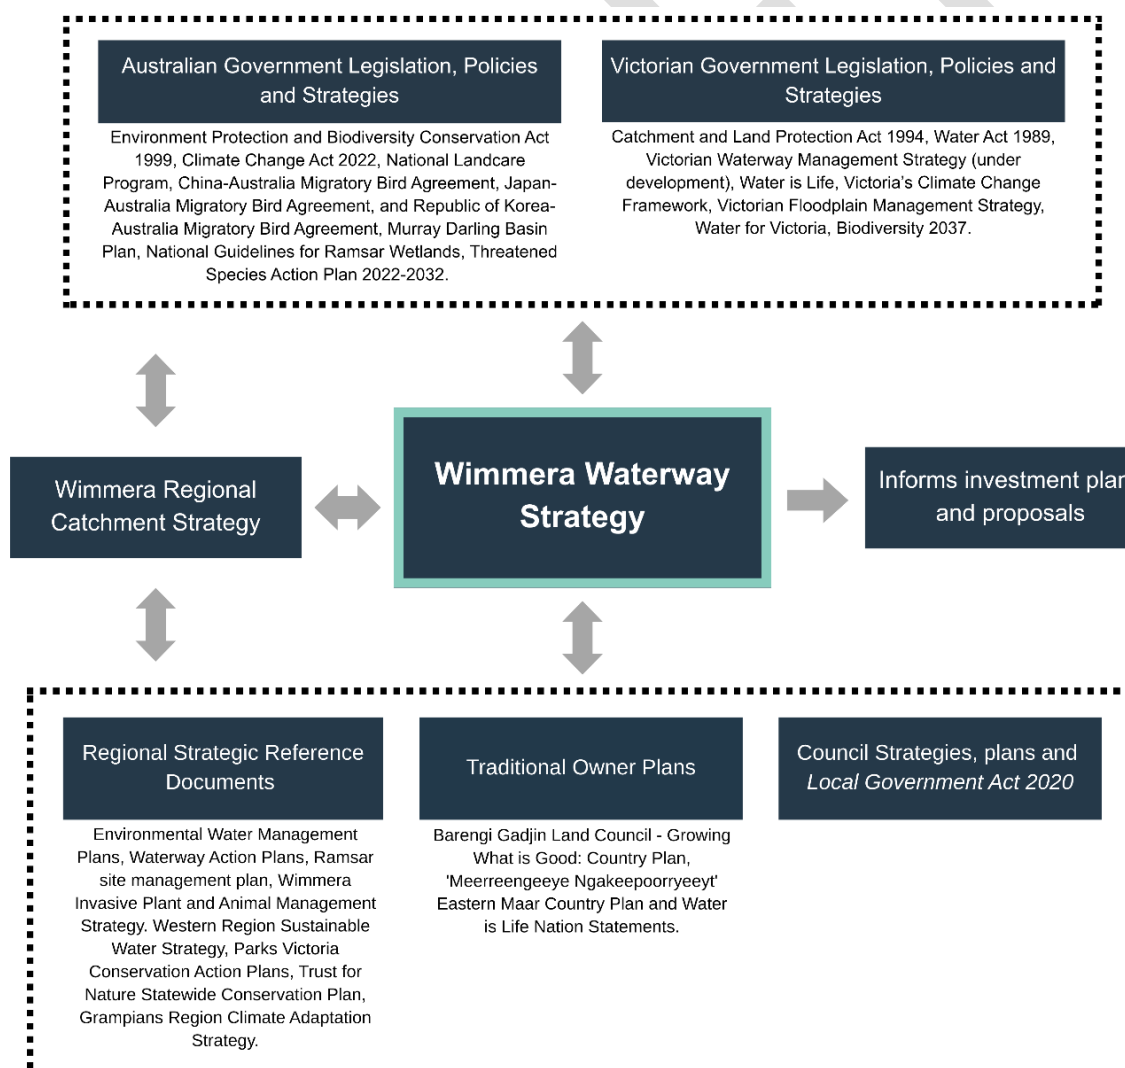 Australian Government Legislation, Policies
and Strategies
Environment Protection and Biodiversity Conservation Act
1999, Climate Change Act 2022, National Landcare
Program, China-Australia Migratory Bird Agreement, Japan-
Australia Migratory Bird Agreement, and Republic of Korea-
Australia Migratory Bird Agreement, Murray Darling Basin
Plan, National Guidelines for Ramsar Wetlands, Threatened
Species Action Plan 2022-2032.
Victorian Government Legislation, Policies and
Strategies
Catchment and Land Protection Act 1994, Water Act 1989,
Victorian Waterway Management Strategy (under
development), Water is Life, Victoria’s Climate Change
Framework, Victorian Floodplain Management Strategy,
Water for Victoria, Biodiversity 2037.
Wimmera Regional
Catchment Strategy
Wimmera Waterway
Strategy
Informs investment
and proposals
Regional Strategic Reference
Documents
Environmental Water Management
Plans, Waterway Action Plans, Ramsar
site management plan, Wimmera
Invasive Plant and Animal Management
Strategy. Western Region Sustainable
Water Strategy, Parks Victoria
Conservation Action Plans, Trust for
Nature Statewide Conservation Plan,
Grampians Region Climate Adaptation
Strategy.
Traditional Owner Plans
Barengi Gadjin Land Council - Growing
What is Good: Country Plan,
'Meerreengeeye Ngakeepoorryeeyt'
Eastern Maar Country Plan and Water
is Life Nation Statements.
Council Strategies, plans and
Local Government Act 2020